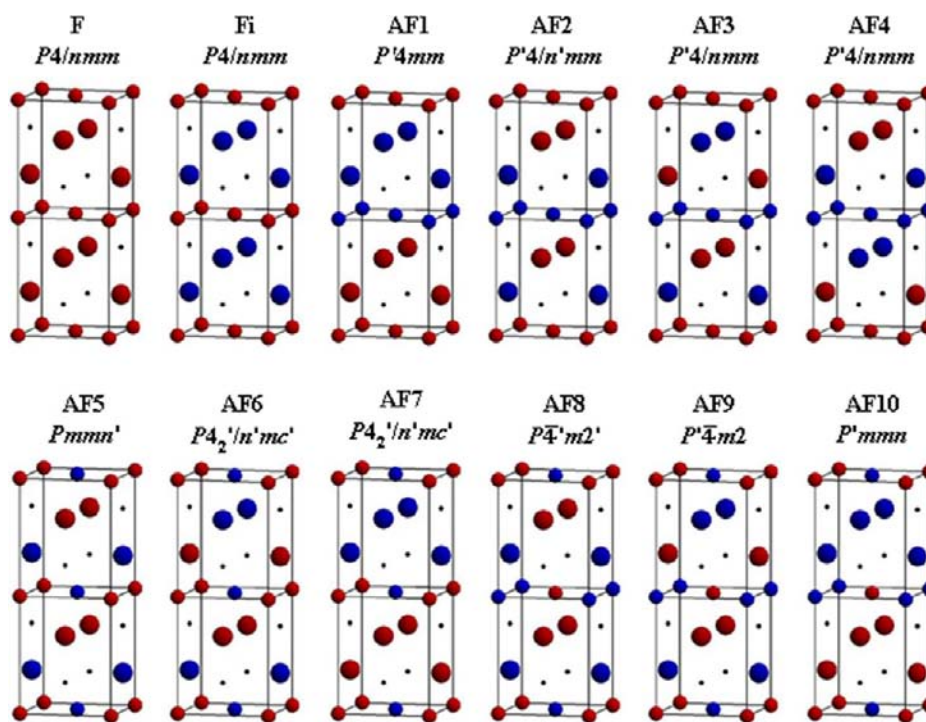 F Fi AF1 AF2 AF3 AF4
P4/nmm P4/nmm P'4mm P'4/n'mm P'4/nmm P'4/nmm
AF5 AF6 AF7 AF8 AF9 AF10
Pmmn' P4₂'/n'mc' P4₂'/n'mc' P4̅'m2' P'4̅m2 P'mmn